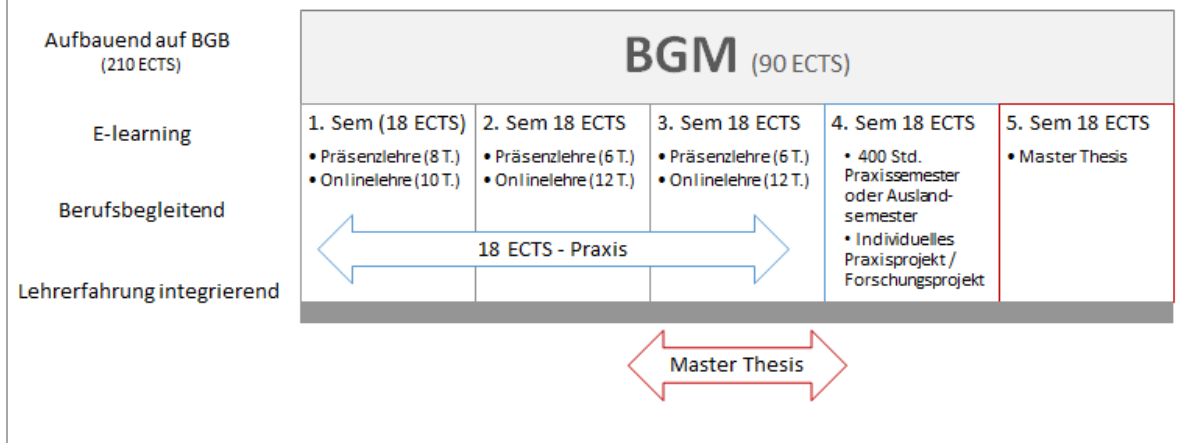 Aufbauend auf BGB
(210 ECTS)
BGM (90 ECTS)
E-learning
Berufsbegleitend
Lehrerfahrung integrierend
1. Sem (18 ECTS)
• Präsenzlehre (8 T.)
• Onlinelehre (10 T.)
2. Sem 18 ECTS
• Präsenzlehre (6 T.)
• Onlinelehre (12 T.)
3. Sem 18 ECTS
• Präsenzlehre (6 T.)
• Onlinelehre (12 T.)
4. Sem 18 ECTS
• 400 Std.
Praxissemester
oder Ausland-
semester
• Individuelles
Praxisprojekt /
Forschungsprojekt
5. Sem 18 ECTS
• Master Thesis
18 ECTS - Praxis
Master Thesis